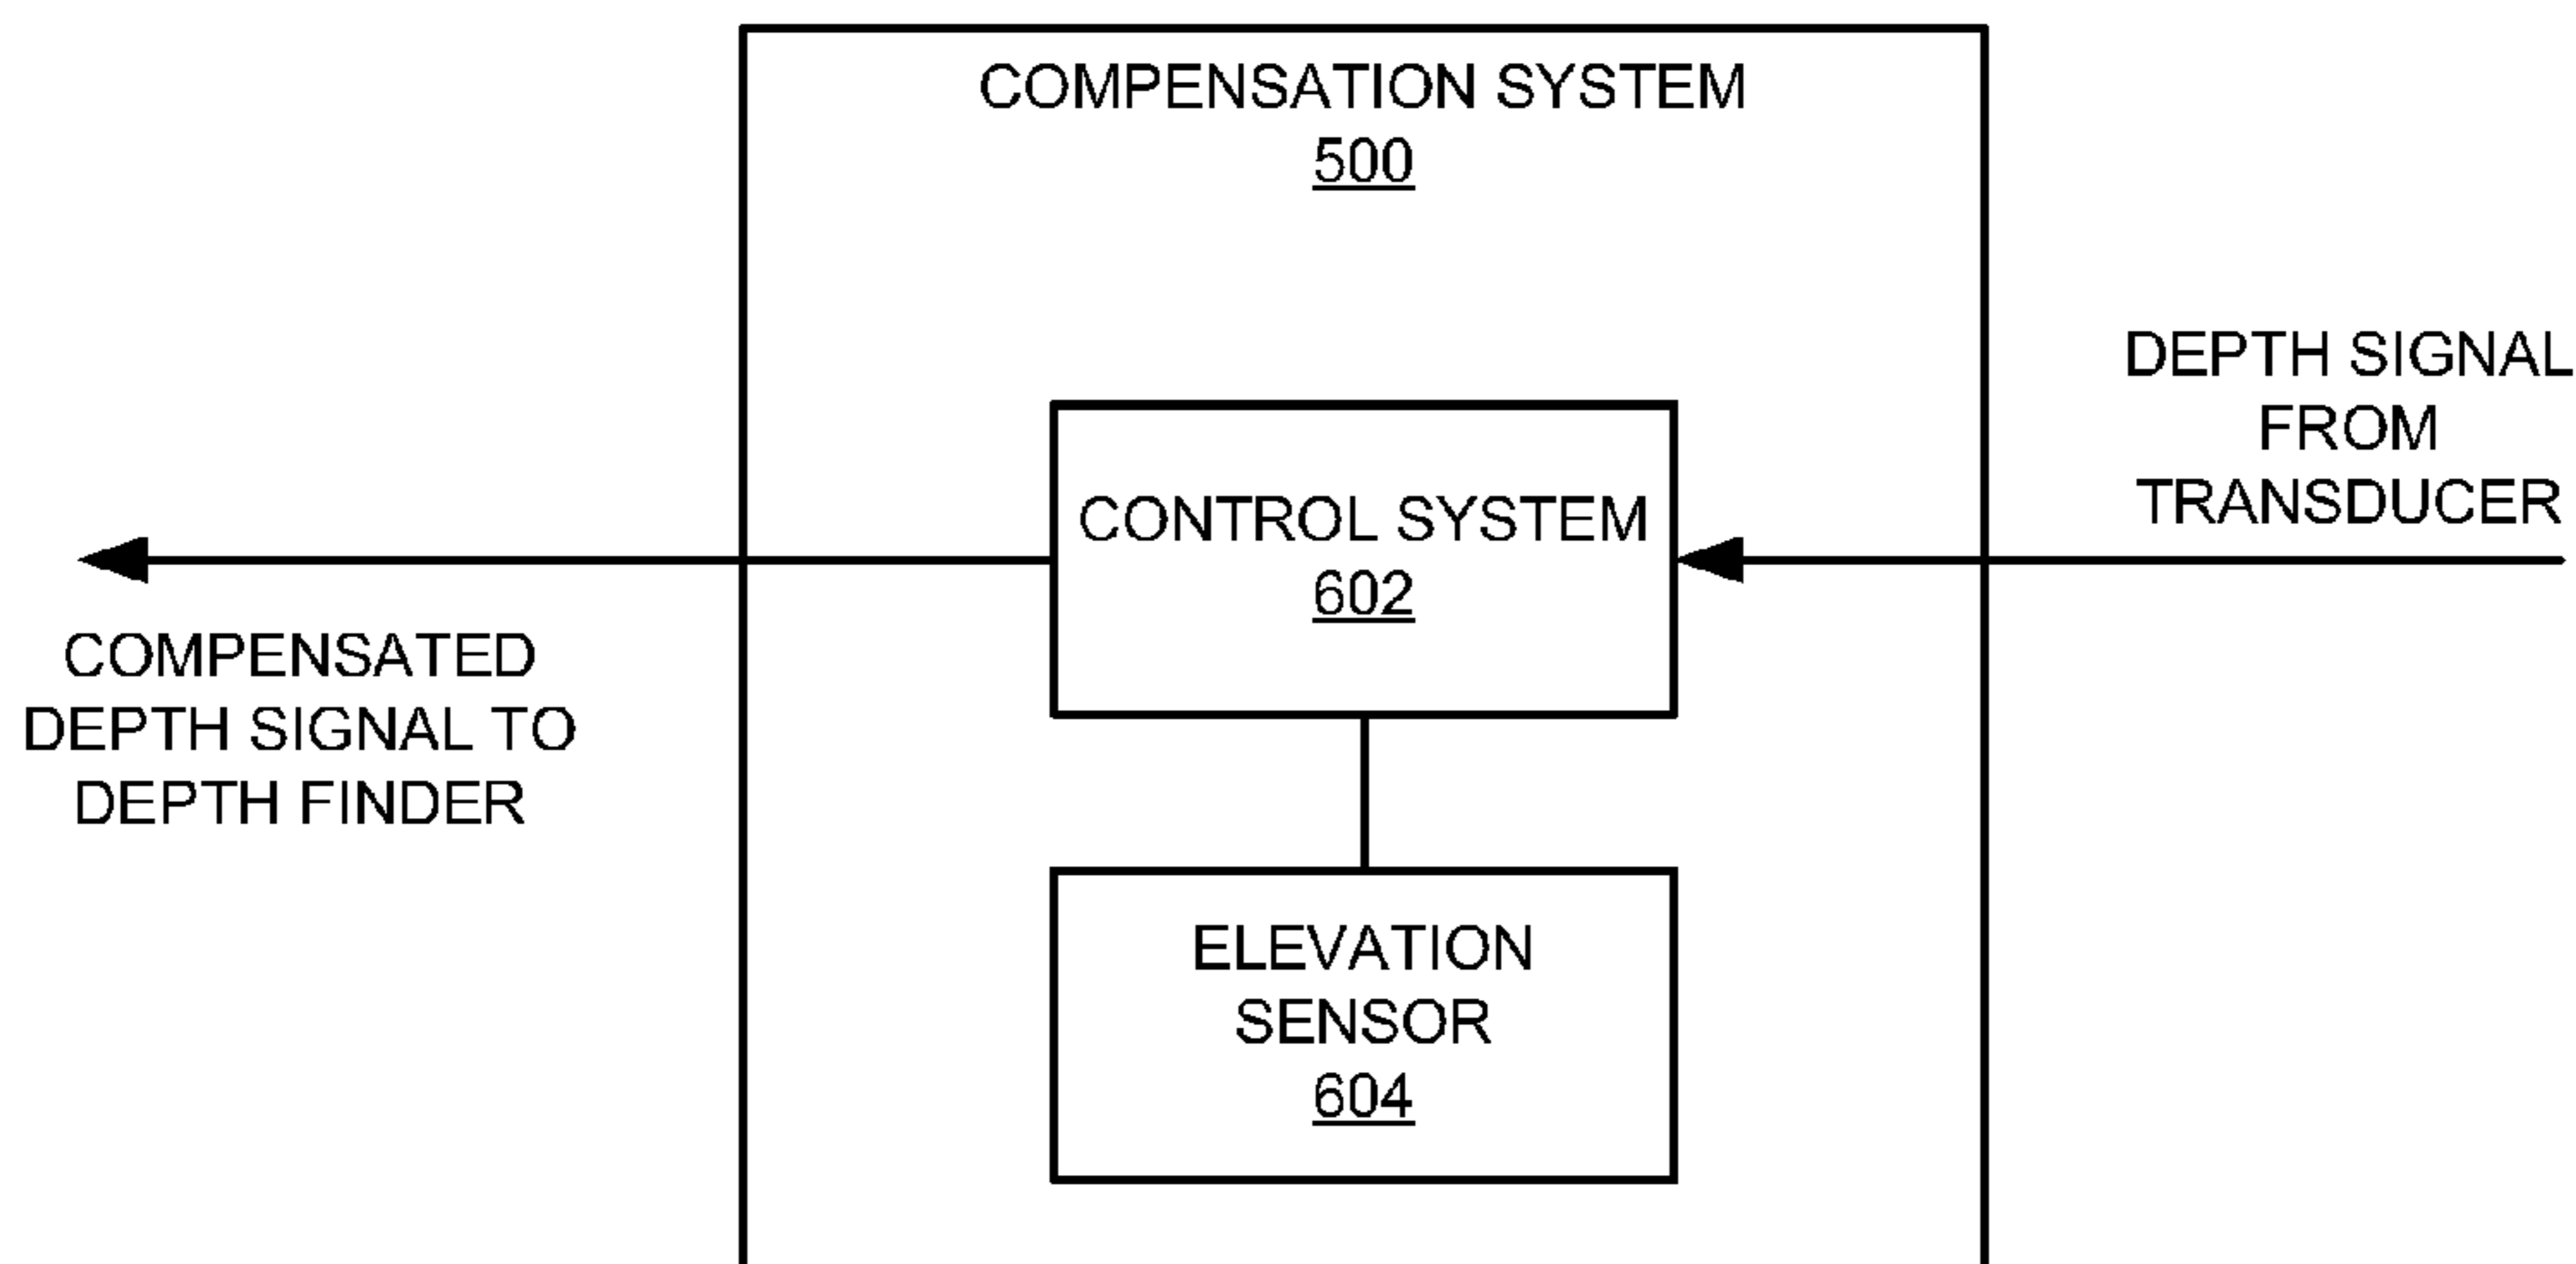 COMPENSATION SYSTEM
500
DEPTH SIGNAL
FROM
TRANSDUCER
CONTROL SYSTEM
602
COMPENSATED
DEPTH SIGNAL TO
DEPTH FINDER
ELEVATION
SENSOR
604